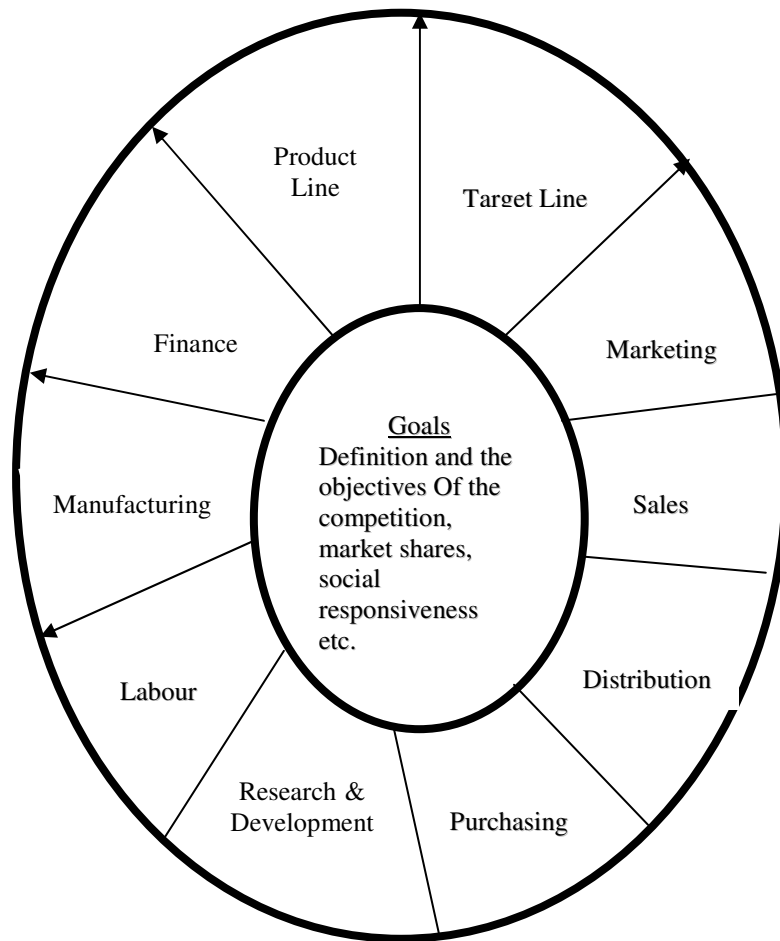 Product
Line
Target Line
Finance
Marketing
Goals
Definition and the
objectives Of the
competition,
market shares,
social
responsiveness
etc.
Manufacturing
Sales
Labour
Distribution
Research &
Development
Purchasing